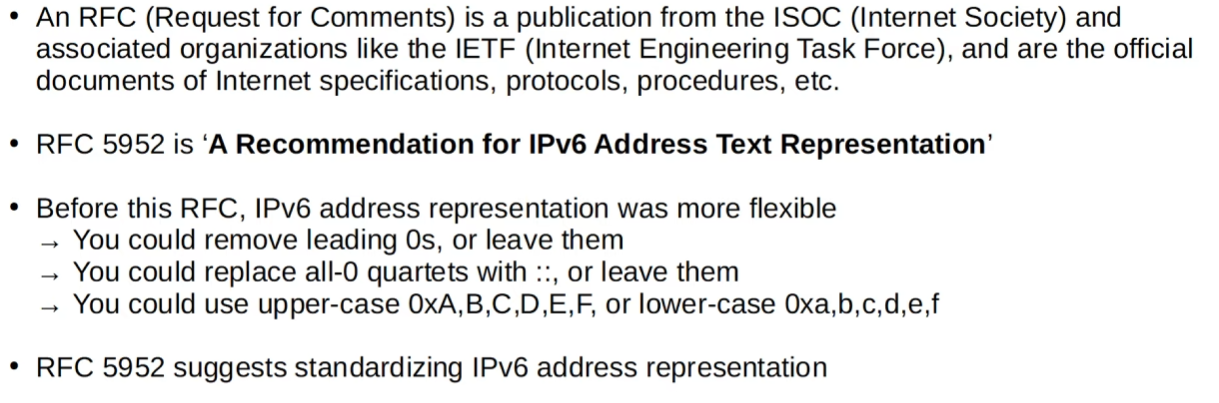 • An RFC (Request for Comments) is a publication from the ISOC (Internet Society) and
associated organizations like the IETF (Internet Engineering Task Force), and are the official
documents of Internet specifications, protocols, procedures, etc.
• RFC 5952 is ‘A Recommendation for IPv6 Address Text Representation’
• Before this RFC, IPv6 address representation was more flexible
→ You could remove leading 0s, or leave them
→ You could replace all-0 quartets with ::, or leave them
→ You could use upper-case 0xA,B,C,D,E,F, or lower-case 0xa,b,c,d,e,f
• RFC 5952 suggests standardizing IPv6 address representation